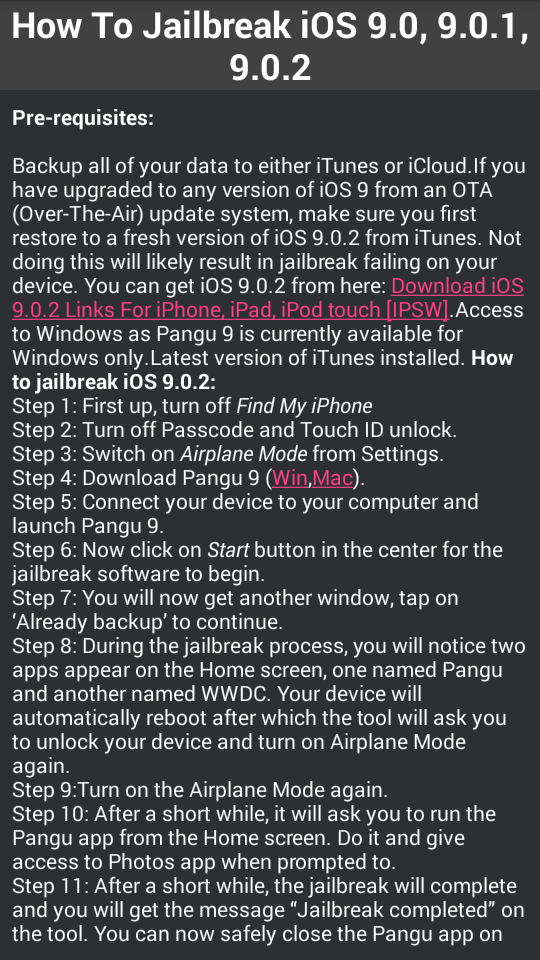 How To Jailbreak iOS 9.0, 9.0.1,
9.0.2
Pre-requisites:
Backup all of your data to either iTunes or iCloud.If you
have upgraded to any version of iOS 9 from an OTA
(Over-The-Air) update system, make sure you first
restore to a fresh version of iOS 9.0.2 from iTunes. Not
doing this will likely result in jailbreak failing on your
device. You can get iOS 9.0.2 from here: Download iOS
9.0.2 Links For iPhone, iPad, iPod touch [IPSW].Access
to Windows as Pangu 9 is currently available for
Windows only.Latest version of iTunes installed. How
to jailbreak iOS 9.0.2:
Step 1: First up, turn off Find My iPhone
Step 2: Turn off Passcode and Touch ID unlock.
Step 3: Switch on Airplane Mode from Settings.
Step 4: Download Pangu 9 (Win,Mac).
Step 5: Connect your device to your computer and
launch Pangu 9.
Step 6: Now click on Start button in the center for the
jailbreak software to begin.
Step 7: You will now get another window, tap on
‘Already backup’ to continue.
Step 8: During the jailbreak process, you will notice two
apps appear on the Home screen, one named Pangu
and another named WWDC. Your device will
automatically reboot after which the tool will ask you
to unlock your device and turn on Airplane Mode
again.
Step 9:Turn on the Airplane Mode again.
Step 10: After a short while, it will ask you to run the
Pangu app from the Home screen. Do it and give
access to Photos app when prompted to.
Step 11: After a short while, the jailbreak will complete
and you will get the message “Jailbreak completed” on
the tool. You can now safely close the Pangu app on